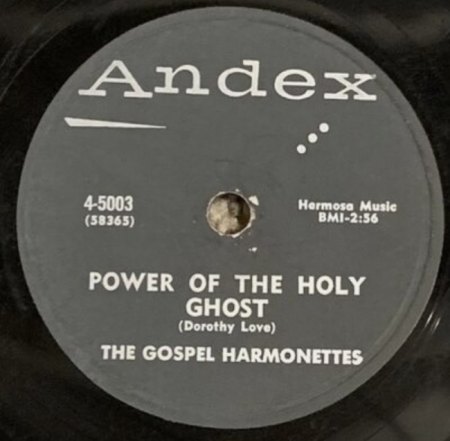 Andex
4-5003
(58365)
Hermosa Music
BMI-2:56
POWER OF THE HOLY
GHOST
(Dorothy Love)
THE GOSPEL HARMONETTES